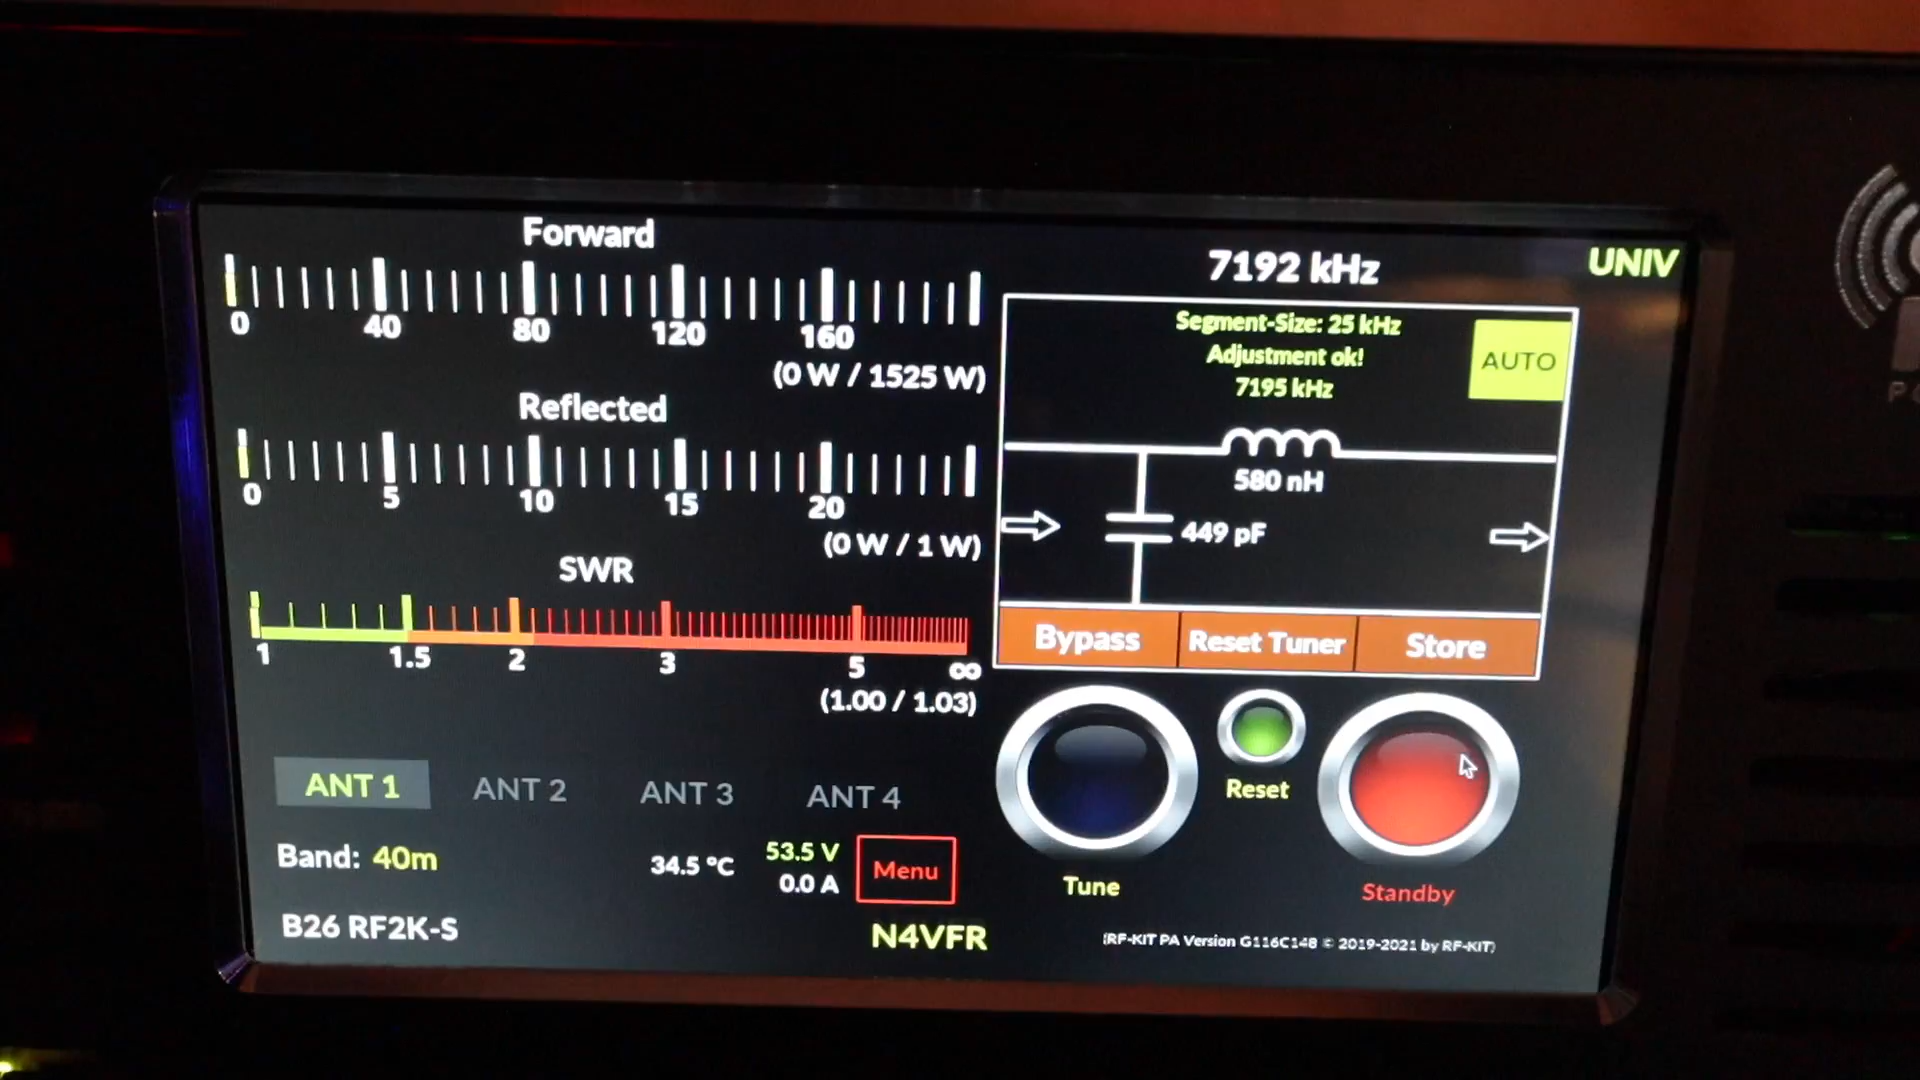 Forward
0 40 80 120 160
(0 W / 1525 W)
Reflected
0 5 10 15 20
(0 W / 1 W)
SWR
1 1.5 2 3 5 ∞
(1.00 / 1.03)
ANT 1 ANT 2 ANT 3 ANT 4
Band: 40m
34.5 °C
53.5 V
0.0 A
Menu
B26 RF2K-S
N4VFR
7192 kHz
UNIV
Segment-Size: 25 kHz
Adjustment ok!
7195 kHz
AUTO
580 nH
449 pF
Bypass Reset Tuner Store
Tune
Reset
Standby
(RF-KIT PA Version G116C148 © 2019-2021 by RF-KIT)